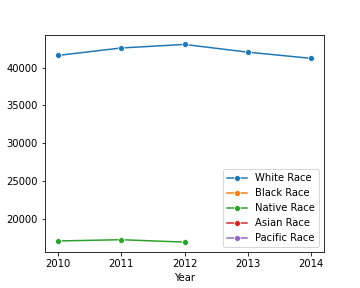 40000
35000
30000
25000
20000
White Race
Black Race
Native Race
Asian Race
Pacific Race
2010 2011 2012 2013 2014
Year